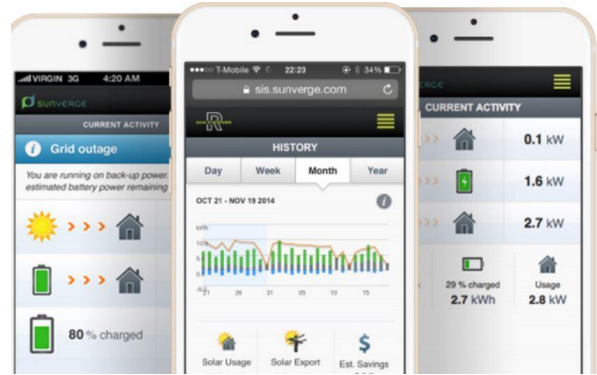 VIRGIN 3G 4:20 AM
SUNVERGE
CURRENT ACTIVITY
Grid outage
You are running on back-up power.
estimated battery power remaining
80 % charged
T-Mobile 22:23 34%
sis.sunverge.com
R
HISTORY
Day Week Month Year
OCT 21 - NOV 19 2014
kWh
21 26 31 05 10 15
Solar Usage Solar Export Est. Savings
CURRENT ACTIVITY
0.1 kW
1.6 kW
2.7 kW
29 % charged Usage
2.7 kWh 2.8 kW